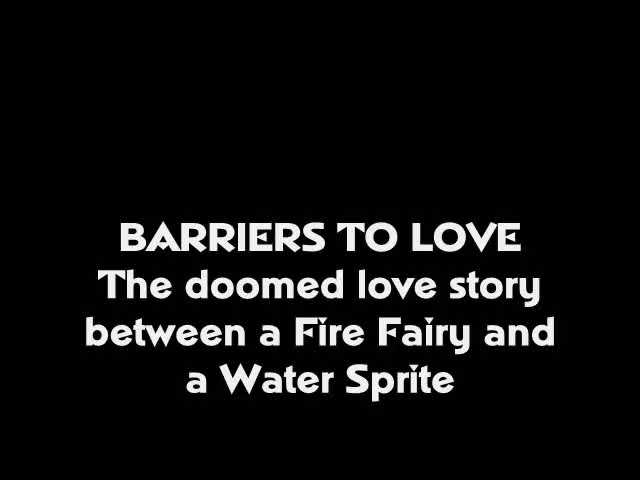 BARRIERS TO LOVE
The doomed love story
between a Fire Fairy and
a Water Sprite